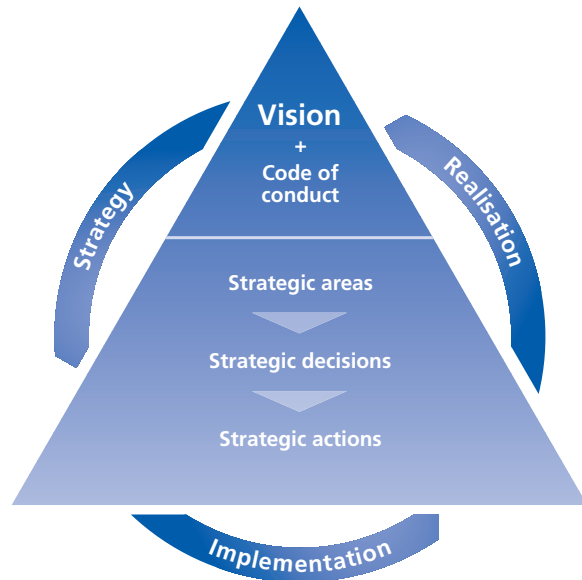 Vision
+
Code of
conduct
Strategy
Realisation
Strategic areas
Strategic decisions
Strategic actions
Implementation